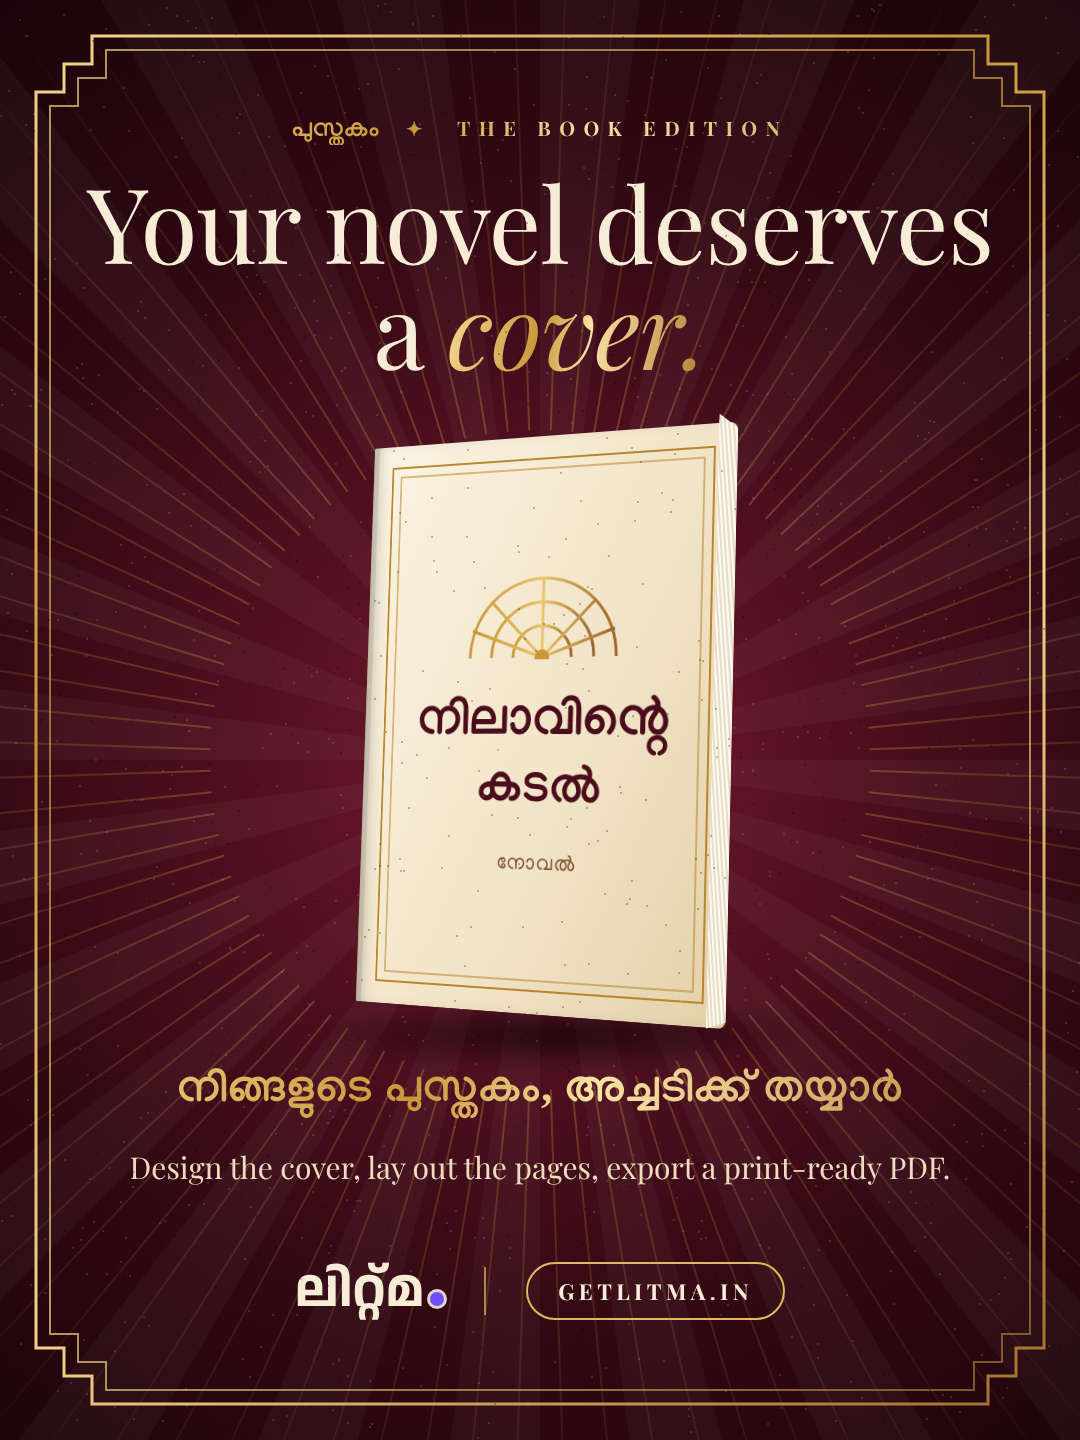 പുസ്തകം ✦ THE BOOK EDITION
Your novel deserves
a cover.
നിലാവിന്റെ
കടൽ
നോവൽ
നിങ്ങളുടെ പുസ്തകം, അച്ചടിക്ക് തയ്യാർ
Design the cover, lay out the pages, export a print-ready PDF.
ലിറ്റ്മ
GETLITMA.IN